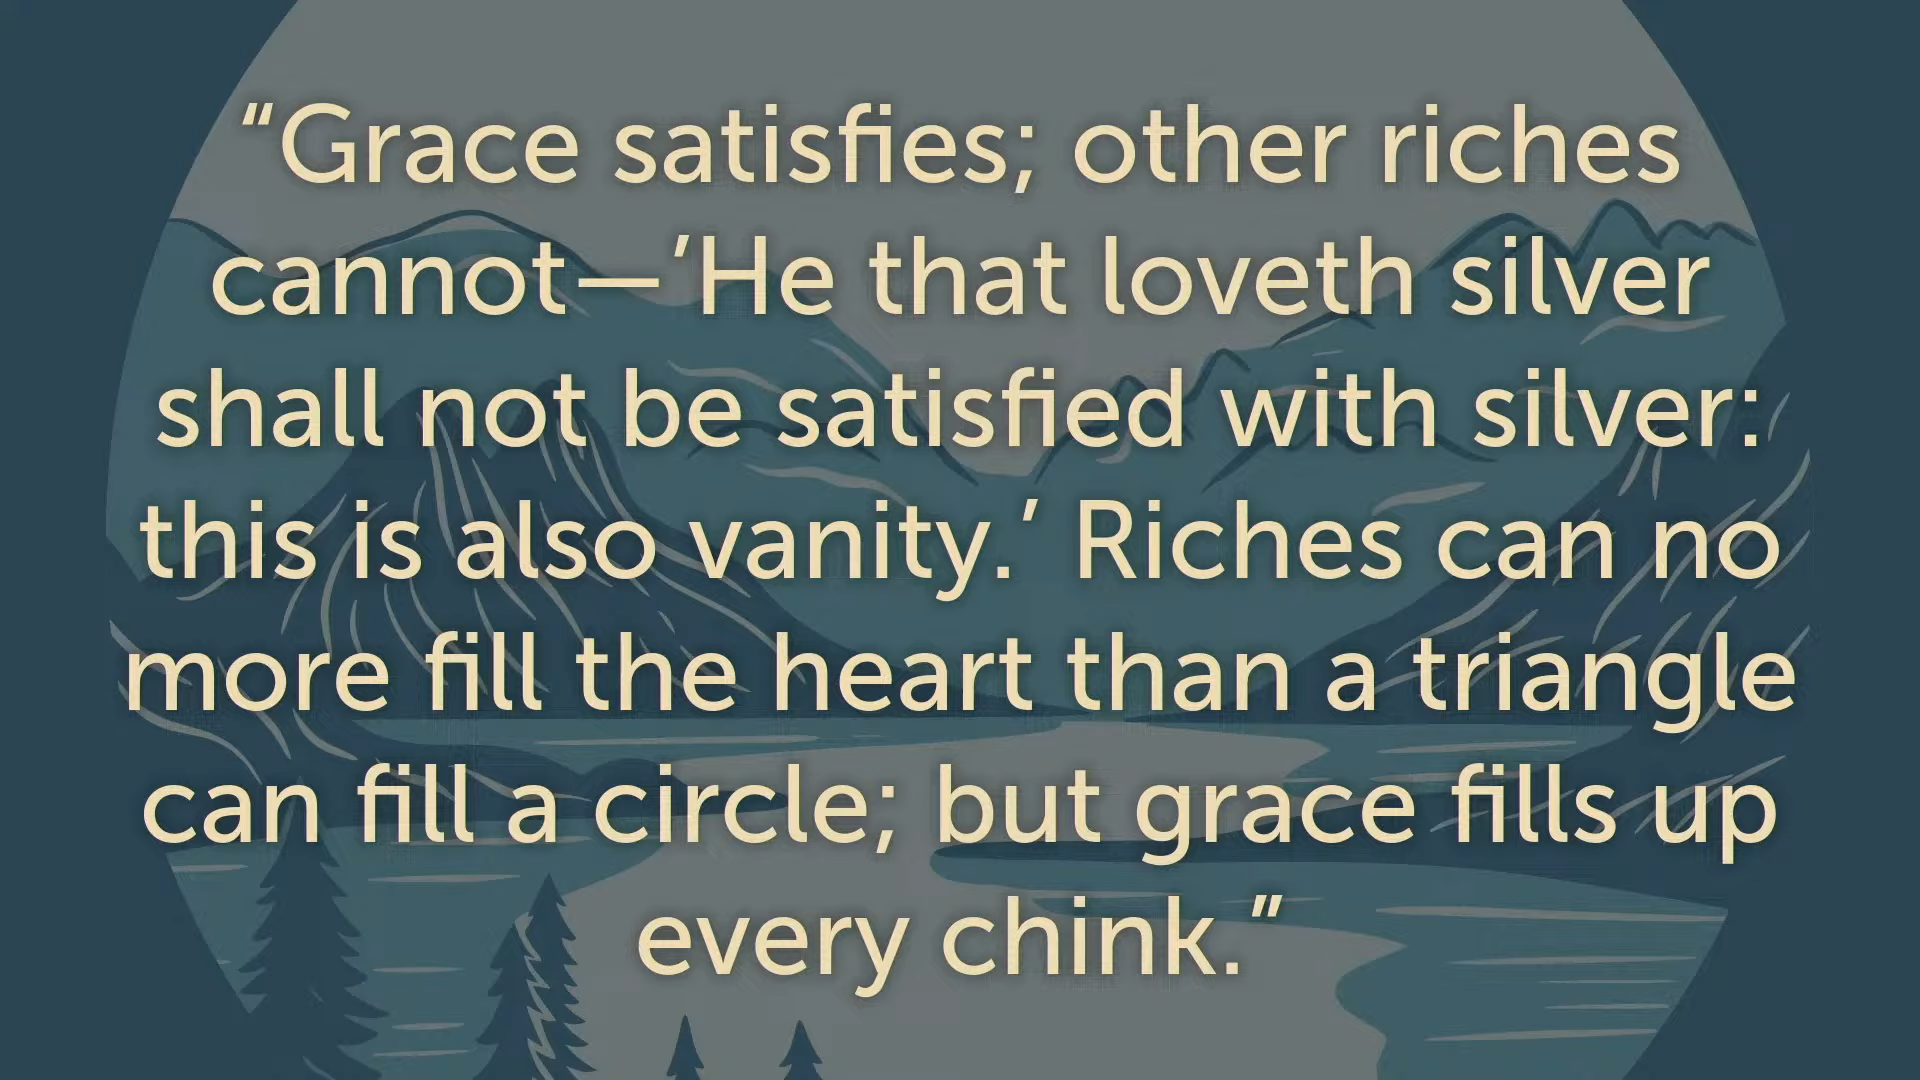 “Grace satisfies; other riches
cannot—’He that loveth silver
shall not be satisfied with silver:
this is also vanity.’ Riches can no
more fill the heart than a triangle
can fill a circle; but grace fills up
every chink.”